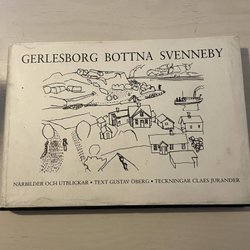 GERLESBORG BOTTNA SVENNEBY
NÄRBILDER OCH UTBLICKAR • TEXT GUSTAV ÖBERG • TECKNINGAR CLAES JURANDER